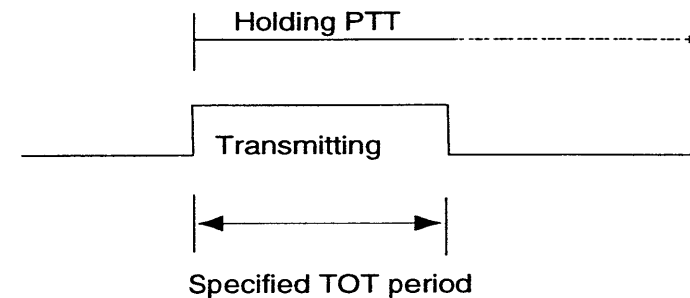 Holding PTT
Transmitting
Specified TOT period